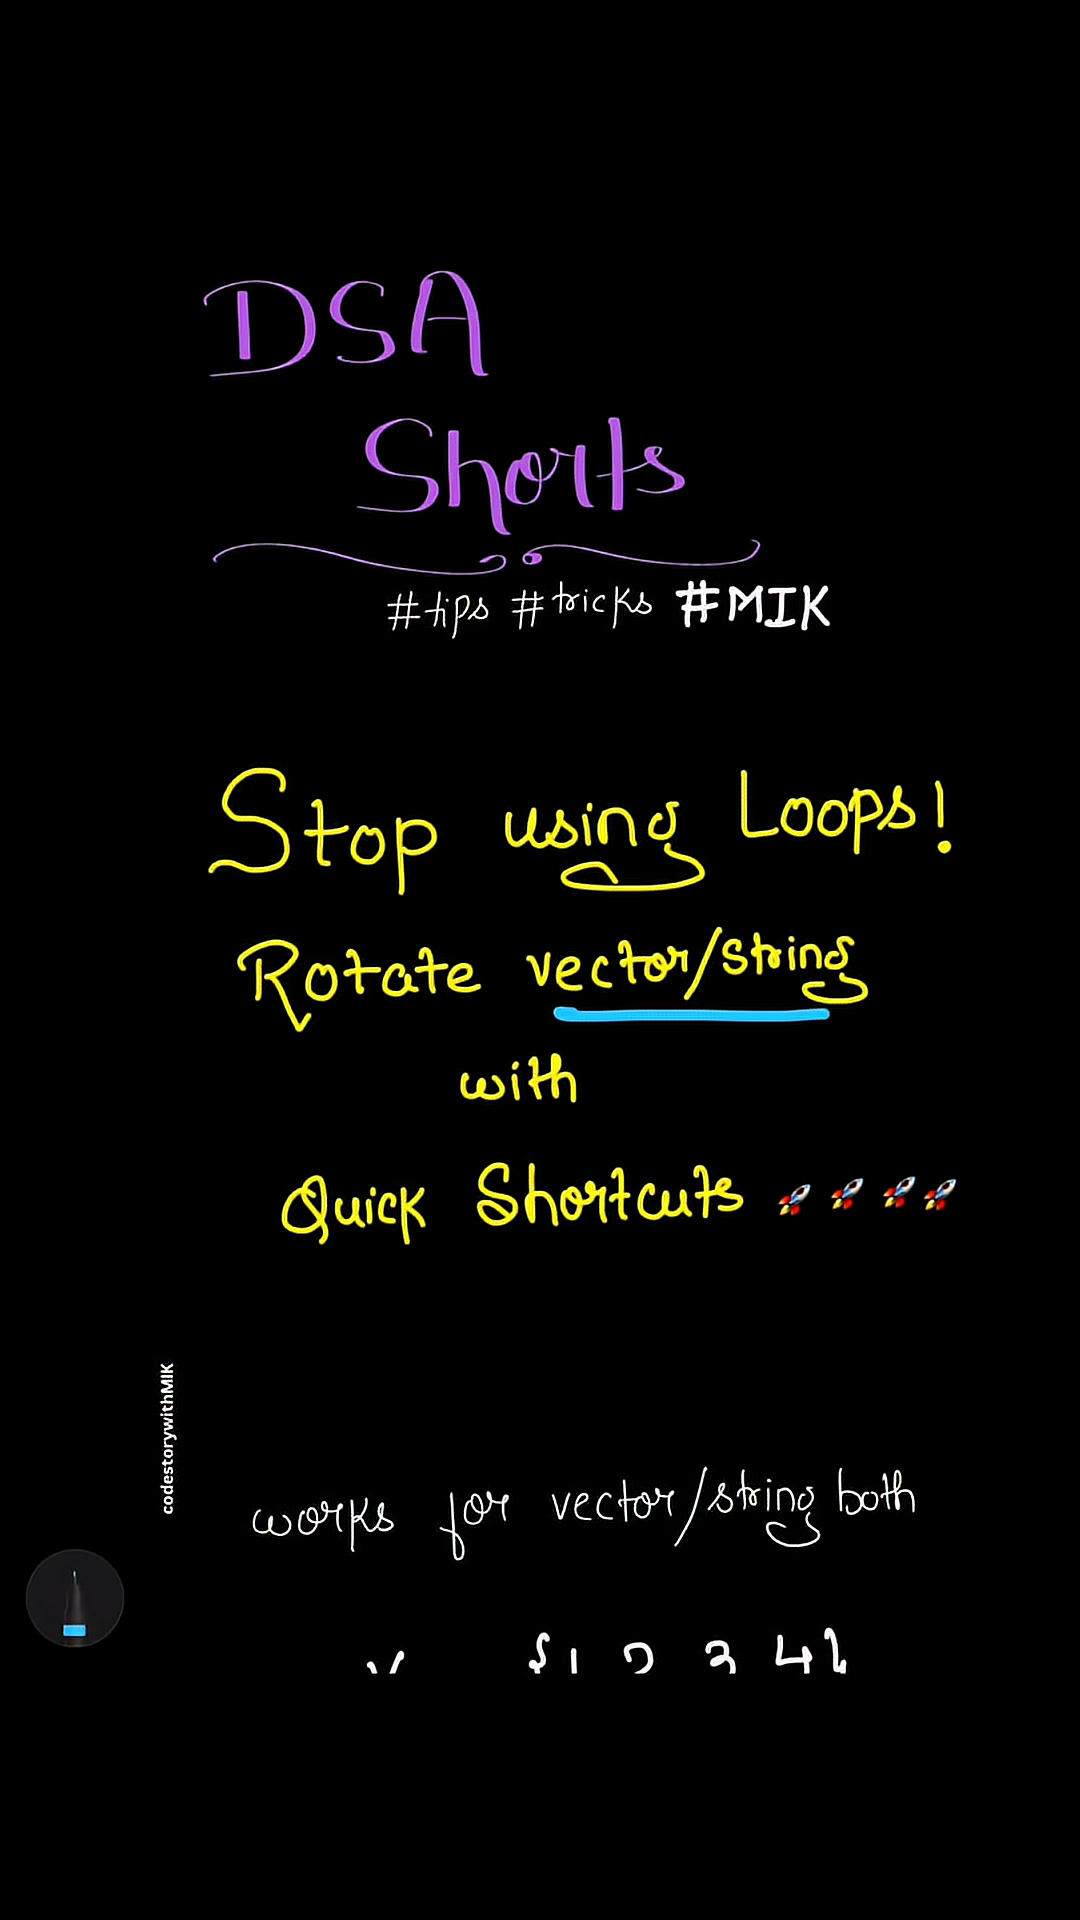 DSA
Shorts
#tips #tricks #MIK
Stop using Loops!
Rotate vector/string
with
Quick Shortcuts 🚀🚀🚀🚀
codestorywithMIK
works for vector/string both